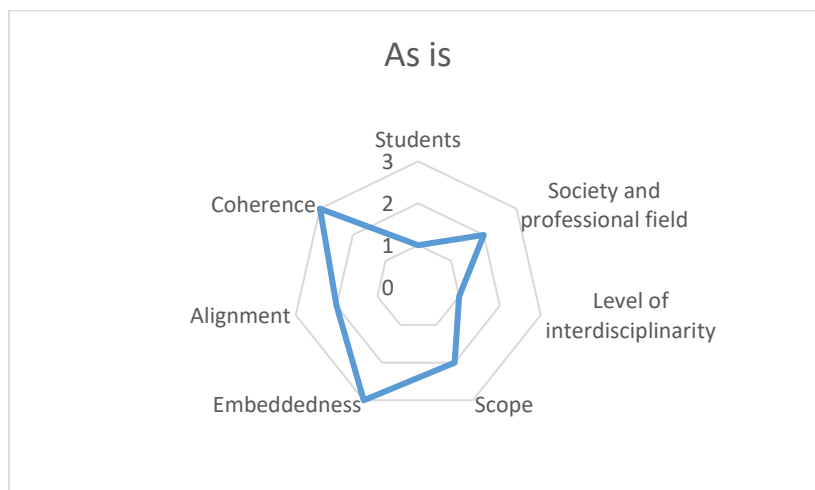 As is
Students
3
2
1
0
Society and
professional field
Level of
interdisciplinarity
Scope
Embeddedness
Alignment
Coherence